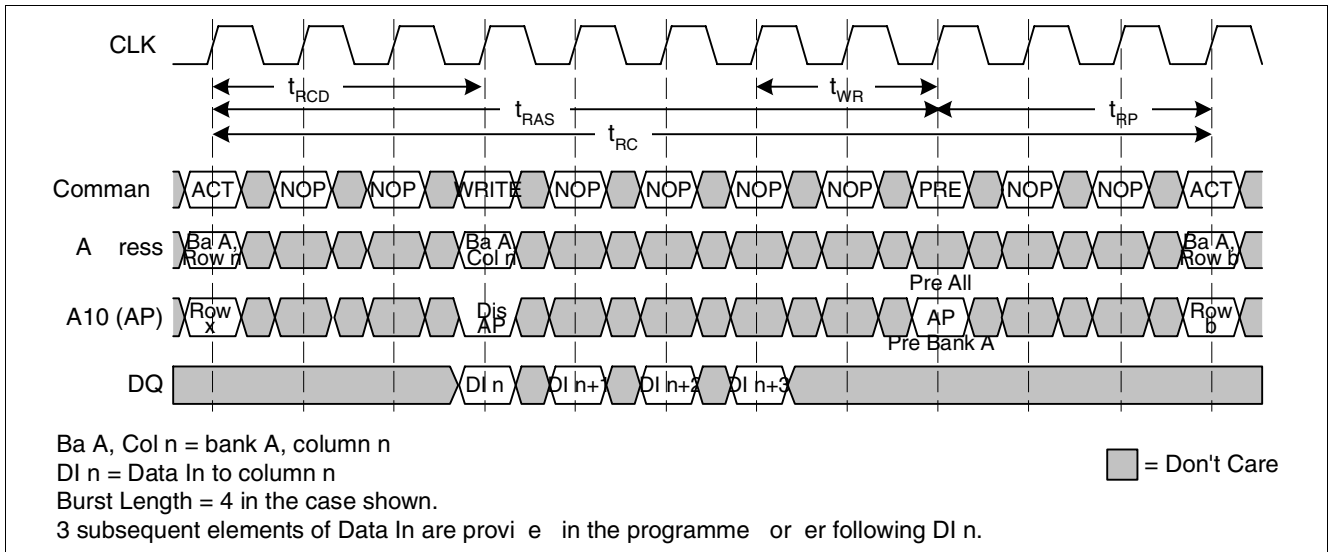 CLK
tRCD
tWR
tRAS
tRP
tRC
Comman ACT NOP NOP WRITE NOP NOP NOP NOP PRE NOP NOP ACT
A ress Ba A, Row n Ba A, Col n Ba A, Row b
Pre All
A10 (AP) Row x Dis AP AP Row b
Pre Bank A
DQ DI n DI n+1 DI n+2 DI n+3
Ba A, Col n = bank A, column n
DI n = Data In to column n
= Don't Care
Burst Length = 4 in the case shown.
3 subsequent elements of Data In are provi e in the programme or er following DI n.